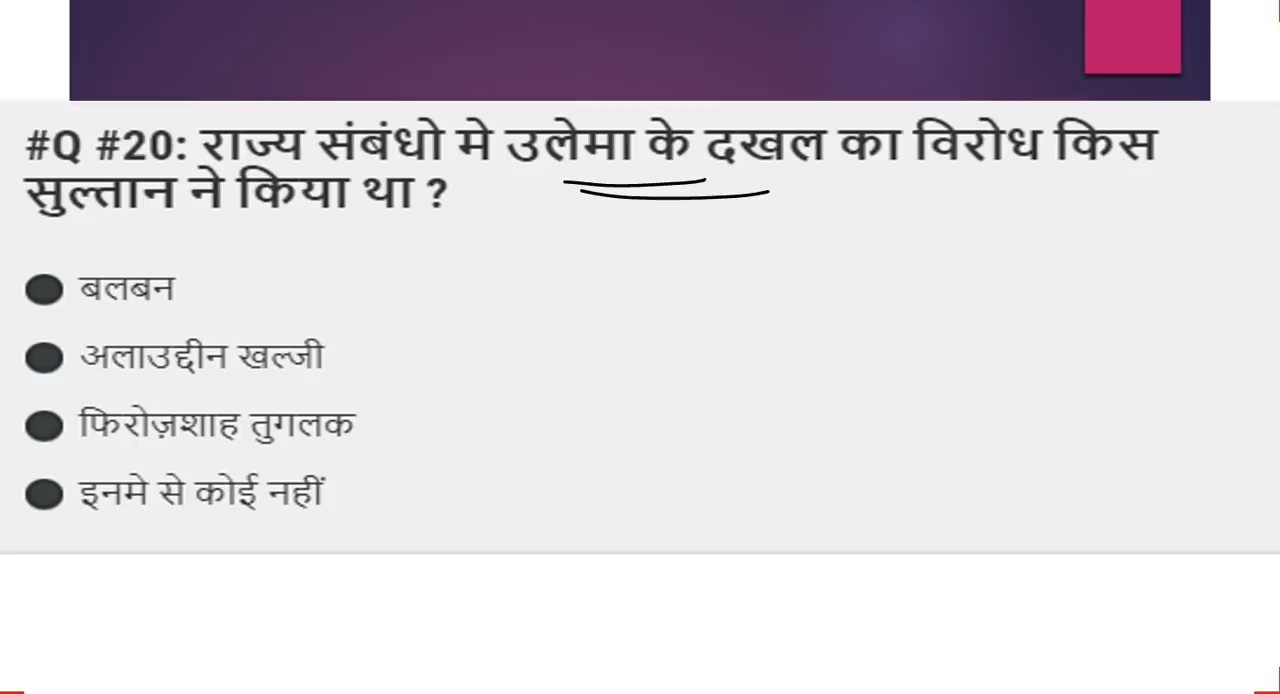 #Q #20: राज्य संबंधो मे उलेमा के दखल का विरोध किस
सुल्तान ने किया था ?
बलबन
अलाउद्दीन खल्जी
फिरोज़शाह तुगलक
इनमे से कोई नहीं